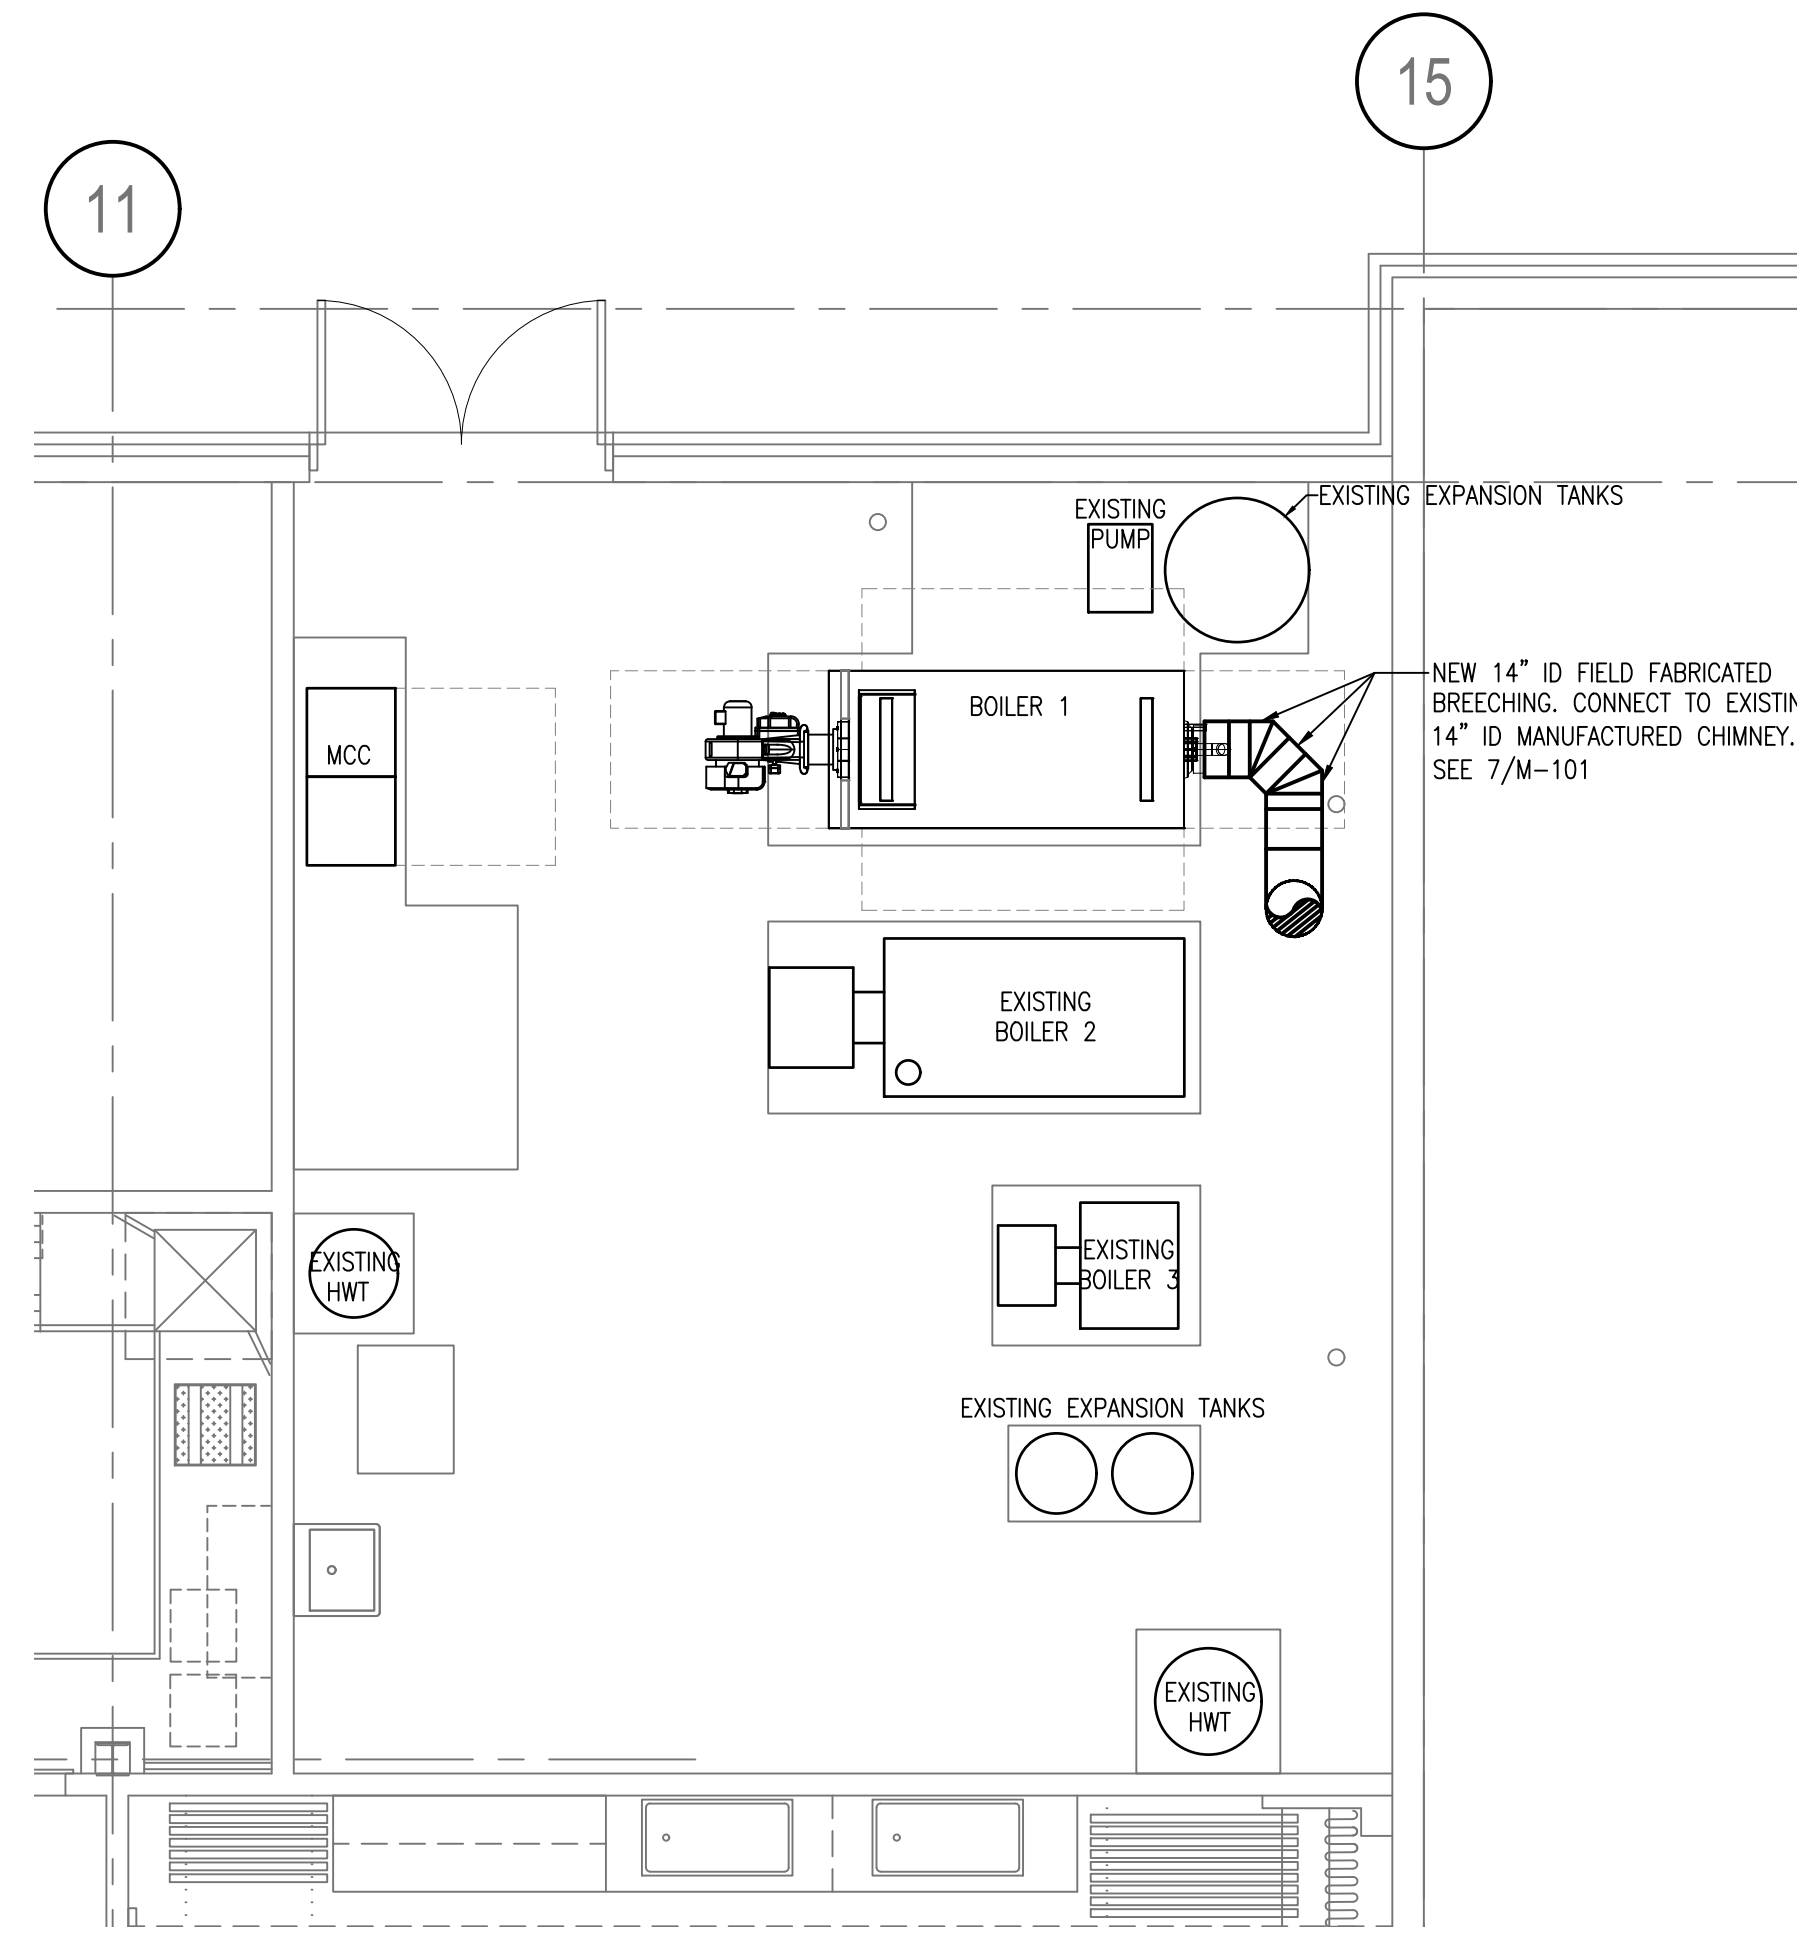 15
11
EXISTING EXPANSION TANKS
EXISTING
PUMP
NEW 14" ID FIELD FABRICATED
BREECHING. CONNECT TO EXISTIN
14" ID MANUFACTURED CHIMNEY.
SEE 7/M-101
BOILER 1
MCC
EXISTING
BOILER 2
EXISTING
HWT
EXISTING
BOILER 3
EXISTING EXPANSION TANKS
EXISTING
HWT